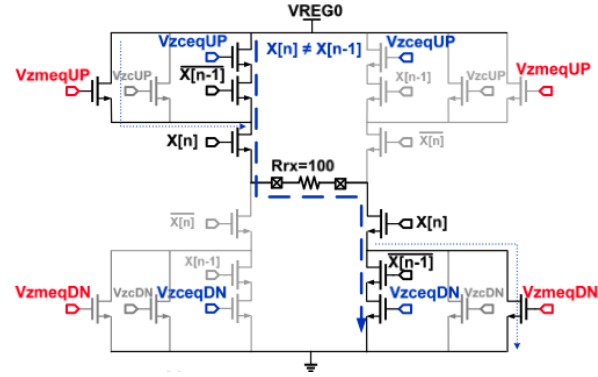 VREG0
VzceqUP X[n] ≠ X[n-1] VzceqUP
VzmeqUP VzcUP X̅[̅n̅-̅1̅]̅ X[n-1] VzcUP VzmeqUP
X[n] X̅[̅n̅]̅
Rrx=100
X̅[̅n̅]̅ X[n]
X[n-1] X̅[̅n̅-̅1̅]̅
VzmeqDN VzcDN VzceqDN VzceqDN VzcDN VzmeqDN